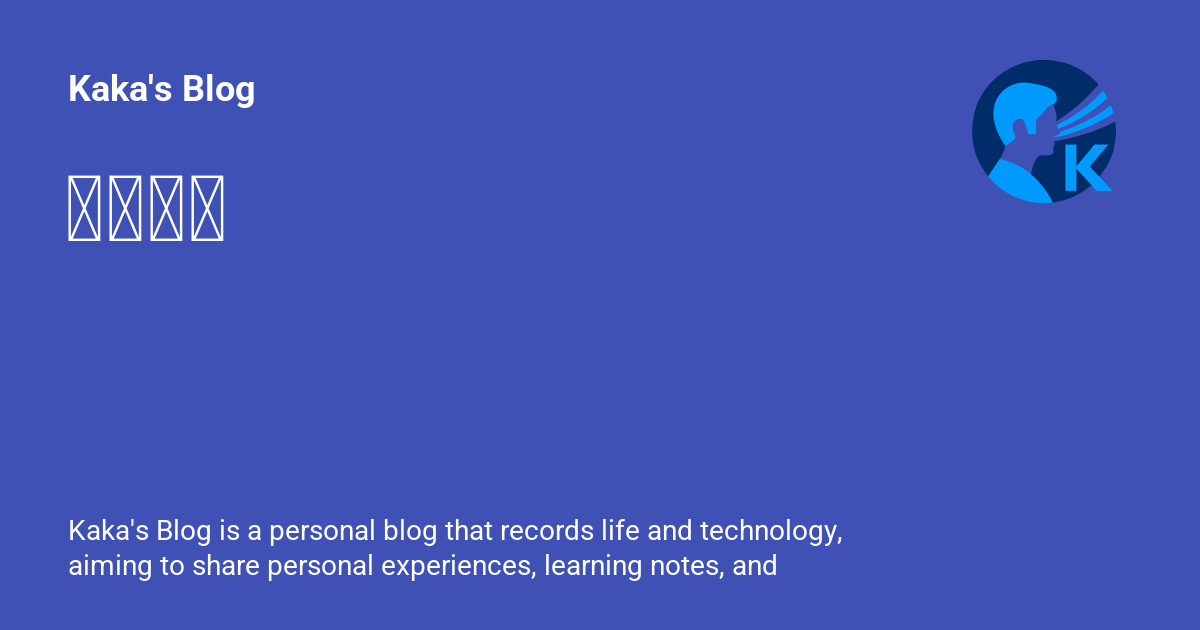 Kaka's Blog
K
Kaka's Blog is a personal blog that records life and technology,
aiming to share personal experiences, learning notes, and